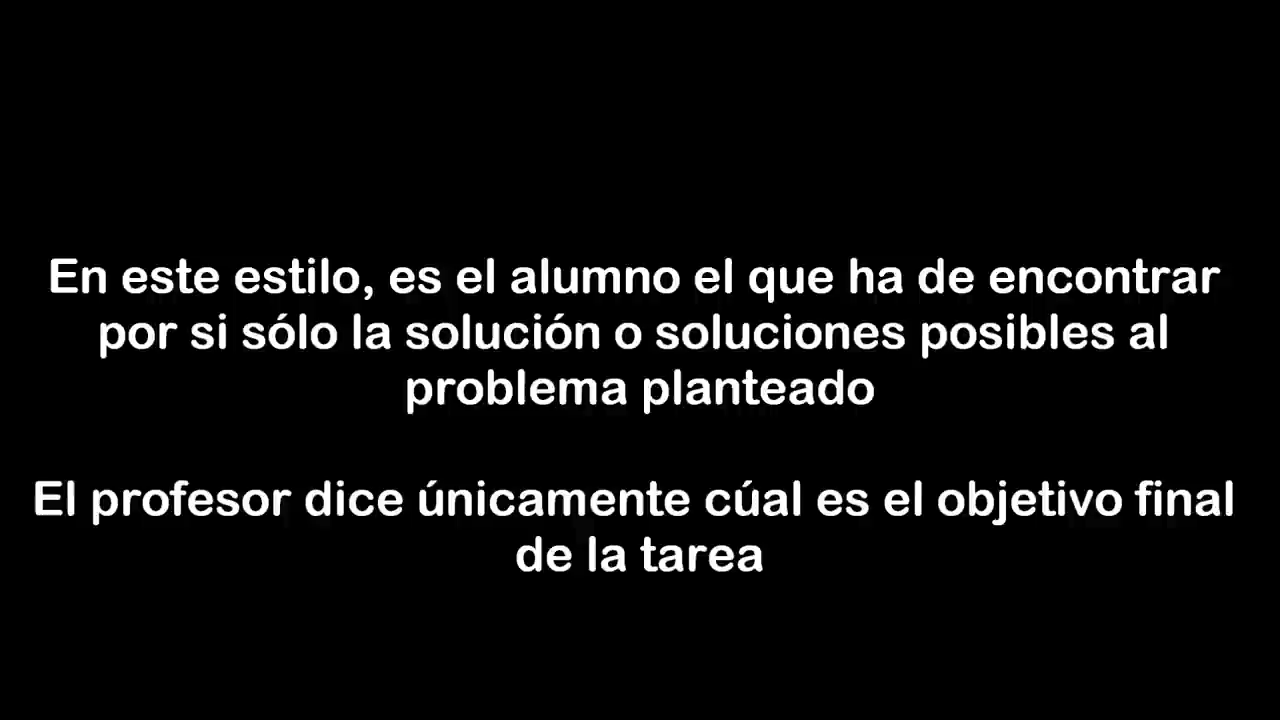 En este estilo, es el alumno el que ha de encontrar
por si sólo la solución o soluciones posibles al
problema planteado
El profesor dice únicamente cúal es el objetivo final
de la tarea